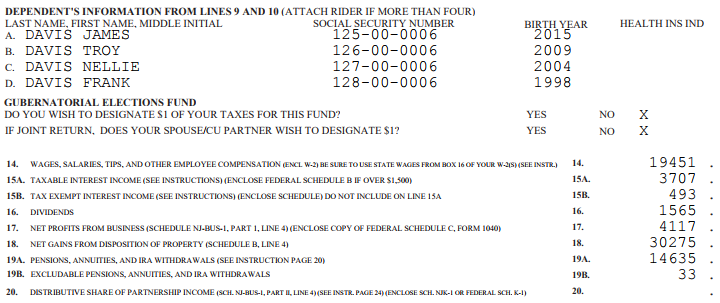 DEPENDENT'S INFORMATION FROM LINES 9 AND 10 (ATTACH RIDER IF MORE THAN FOUR)
LAST NAME, FIRST NAME, MIDDLE INITIAL SOCIAL SECURITY NUMBER BIRTH YEAR HEALTH INS IND
A. DAVIS JAMES 125-00-0006 2015
B. DAVIS TROY 126-00-0006 2009
C. DAVIS NELLIE 127-00-0006 2004
D. DAVIS FRANK 128-00-0006 1998
GUBERNATORIAL ELECTIONS FUND
DO YOU WISH TO DESIGNATE $1 OF YOUR TAXES FOR THIS FUND? YES NO X
IF JOINT RETURN, DOES YOUR SPOUSE/CU PARTNER WISH TO DESIGNATE $1? YES NO X
14. WAGES, SALARIES, TIPS, AND OTHER EMPLOYEE COMPENSATION (ENCL W-2) BE SURE TO USE STATE WAGES FROM BOX 16 OF YOUR W-2(S) (SEE INSTR.) 14. 19451 .
15A. TAXABLE INTEREST INCOME (SEE INSTRUCTIONS) (ENCLOSE FEDERAL SCHEDULE B IF OVER $1,500) 15A. 3707 .
15B. TAX EXEMPT INTEREST INCOME (SEE INSTRUCTIONS) (ENCLOSE SCHEDULE) DO NOT INCLUDE ON LINE 15A 15B. 493 .
16. DIVIDENDS 16. 1565 .
17. NET PROFITS FROM BUSINESS (SCHEDULE NJ-BUS-1, PART 1, LINE 4) (ENCLOSE COPY OF FEDERAL SCHEDULE C, FORM 1040) 17. 4117 .
18. NET GAINS FROM DISPOSITION OF PROPERTY (SCHEDULE B, LINE 4) 18. 30275 .
19A. PENSIONS, ANNUITIES, AND IRA WITHDRAWALS (SEE INSTRUCTION PAGE 20) 19A. 14635 .
19B. EXCLUDABLE PENSIONS, ANNUITIES, AND IRA WITHDRAWALS 19B. 33 .
20. DISTRIBUTIVE SHARE OF PARTNERSHIP INCOME (SCH. NJ-BUS-1, PART II, LINE 4) (SEE INSTR. PAGE 24) (ENCLOSE SCH. NJK-1 OR FEDERAL SCH. K-1) 20. .